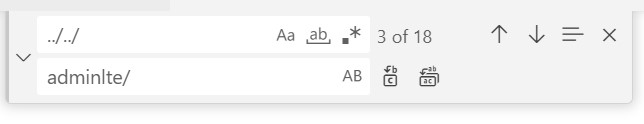 ../../ Aa ab .* 3 of 18
adminlte/ AB